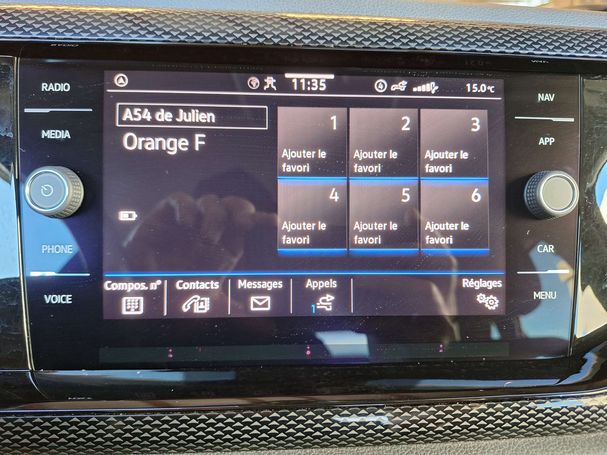 RADIO
MEDIA
PHONE
VOICE
11:35
4
15.0°C
A54 de Julien
Orange F
1
Ajouter le
favori
2
Ajouter le
favori
3
Ajouter le
favori
4
Ajouter le
favori
5
Ajouter le
favori
6
Ajouter le
favori
Compos. n°
Contacts
Messages
Appels
1
Réglages
NAV
APP
CAR
MENU